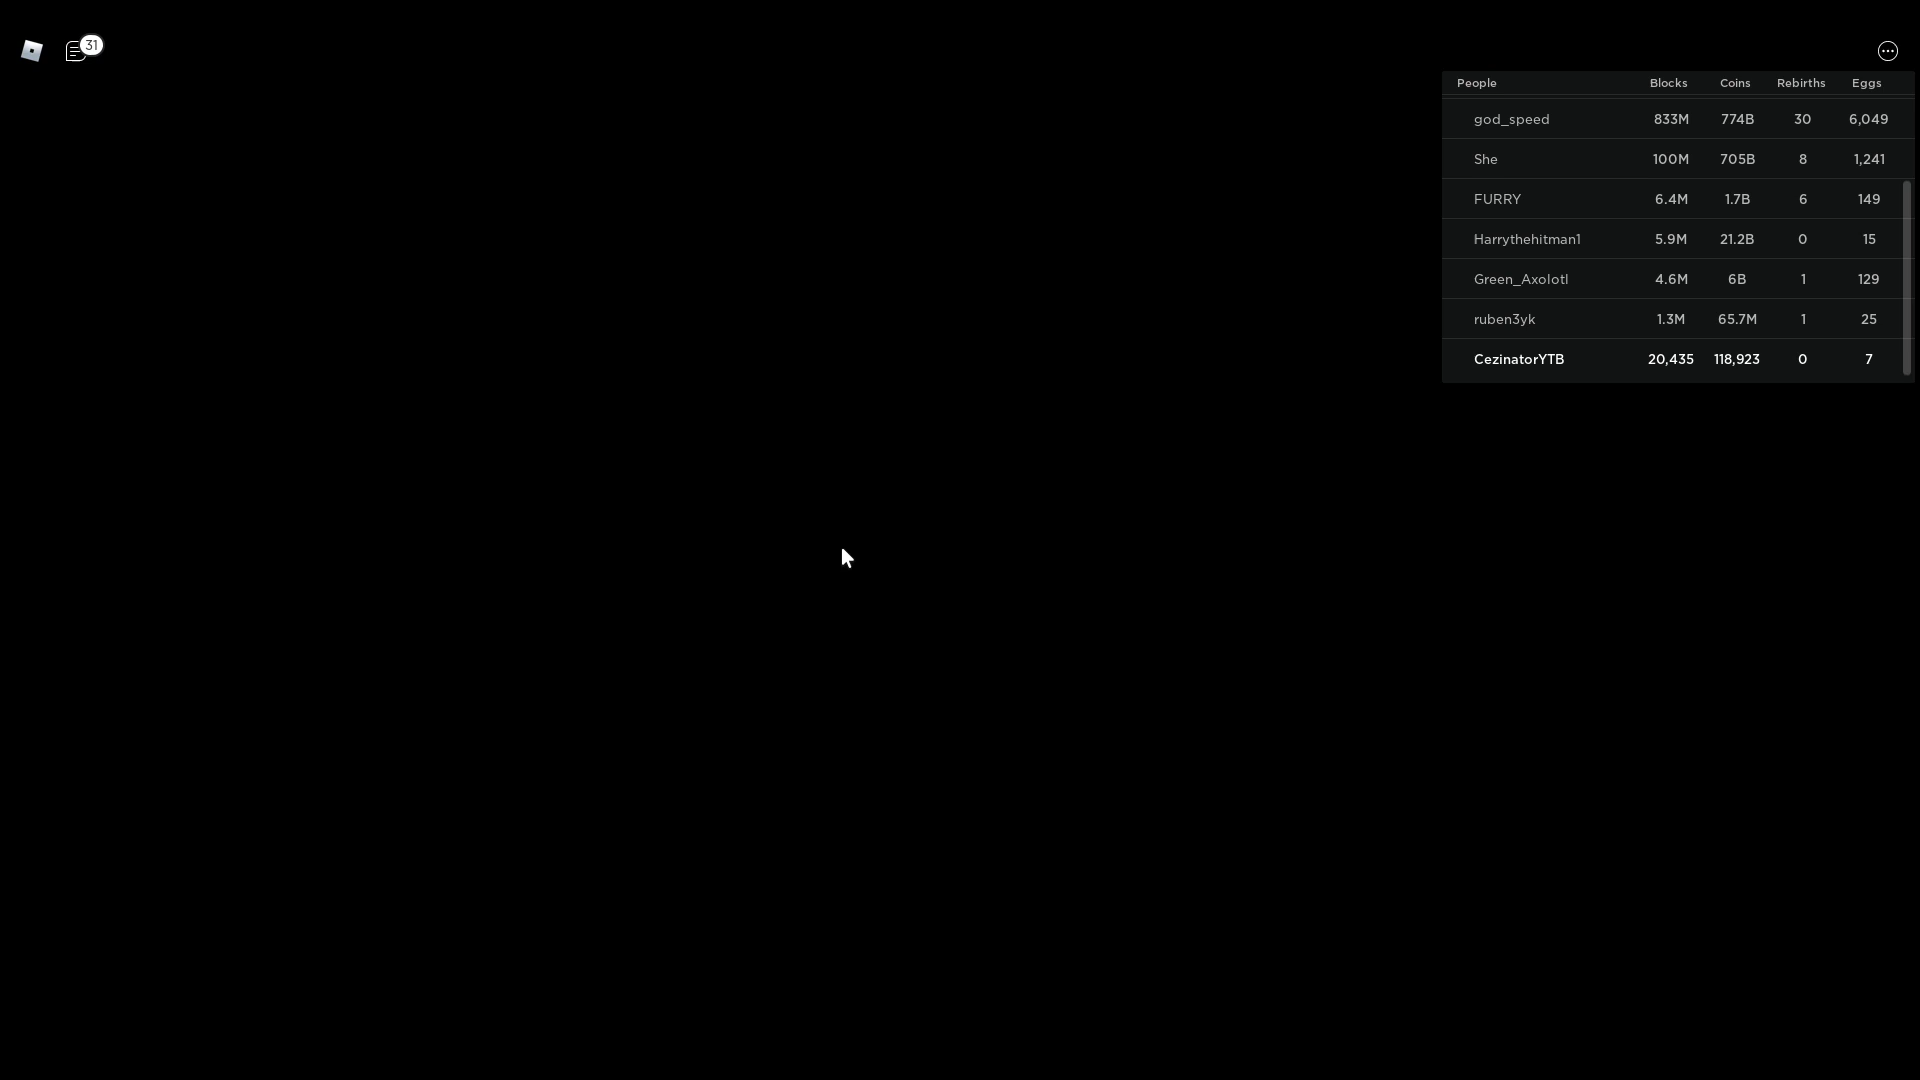 31
People Blocks Coins Rebirths Eggs
god_speed 833M 774B 30 6,049
She 100M 705B 8 1,241
FURRY 6.4M 1.7B 6 149
Harrythehitman1 5.9M 21.2B 0 15
Green_Axolotl 4.6M 6B 1 129
ruben3yk 1.3M 65.7M 1 25
CezinatorYTB 20,435 118,923 0 7